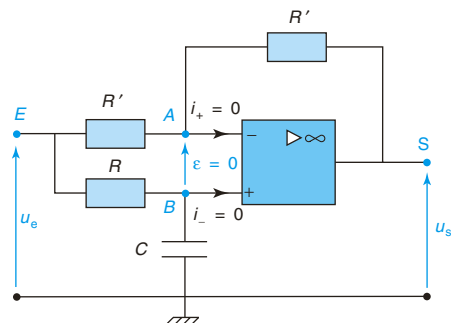 R′
E
R′
A
i₊ = 0
−
▷∞
S
R
ε = 0
B
+
i₋ = 0
uₑ
C
uₛ